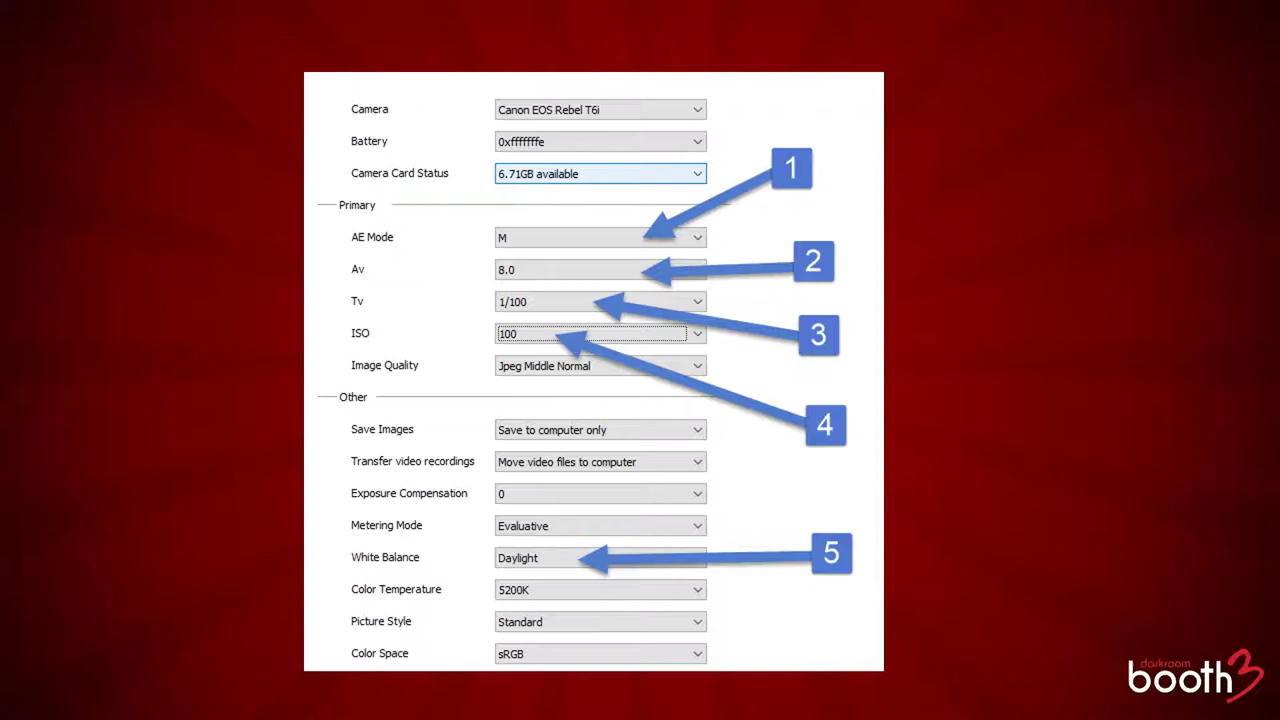 Camera Canon EOS Rebel T6i
Battery 0xfffffffe
Camera Card Status 6.71GB available
1
Primary
AE Mode M
2
Av 8.0
Tv 1/100
3
ISO 100
Image Quality Jpeg Middle Normal
Other
4
Save Images Save to computer only
Transfer video recordings Move video files to computer
Exposure Compensation 0
Metering Mode Evaluative
5
White Balance Daylight
Color Temperature 5200K
Picture Style Standard
Color Space sRGB
darkroom
booth3